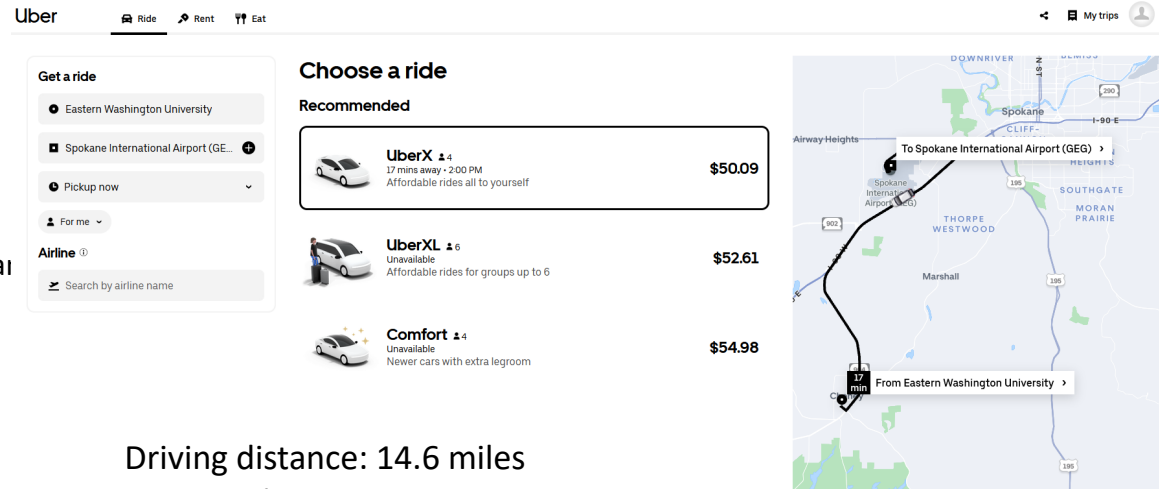 Uber
Ride
Rent
Eat
My trips
Get a ride
Eastern Washington University
Spokane International Airport (GE...
Pickup now
For me
Airline
Search by airline name
Choose a ride
Recommended
UberX 4
17 mins away • 2:00 PM
Affordable rides all to yourself
$50.09
UberXL 6
Unavailable
Affordable rides for groups up to 6
$52.61
Comfort 4
Unavailable
Newer cars with extra legroom
$54.98
DOWNRIVER
N-ST
290
Spokane
I-90 E
CLIFF-
Airway Heights
To Spokane International Airport (GEG)
HEIGHTS
Spokane
195
SOUTHGATE
MORAN
PRAIRIE
902
THORPE
WESTWOOD
Marshall
195
17
min
From Eastern Washington University
195
Driving distance: 14.6 miles